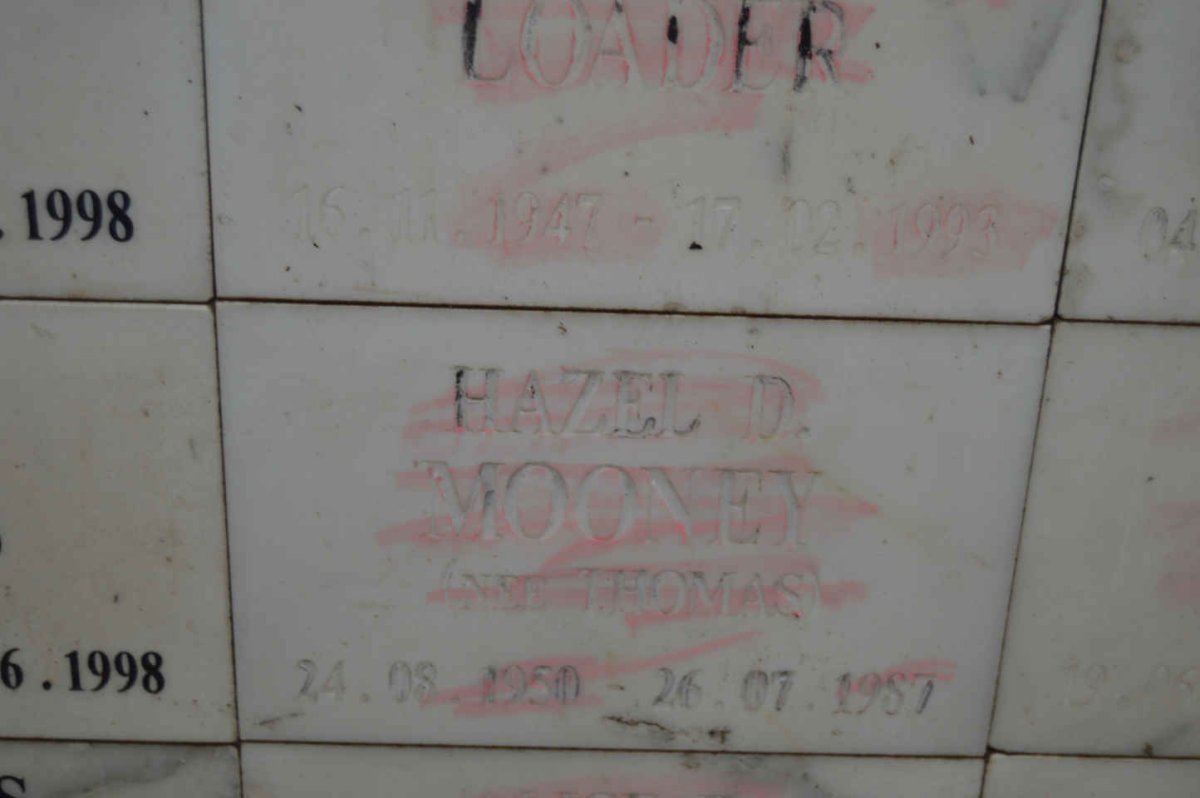 LOADER
. 1998
16 . 11 . 1947 - 17 . 02 . 1993
04
HAZEL D.
MOONEY
(NEE THOMAS)
6 . 1998
24 . 08 . 1950 - 26 . 07 . 1987
S